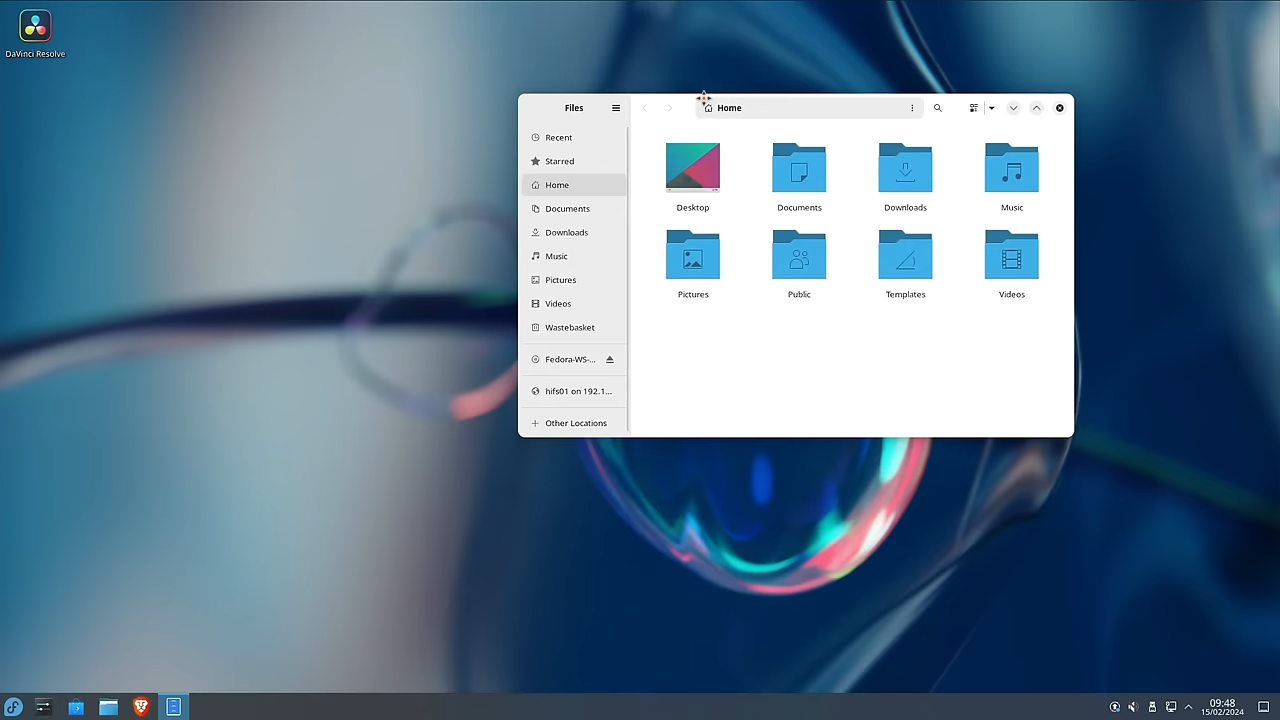 DaVinci Resolve
Files
Home
Recent
Starred
Home
Documents
Downloads
Music
Pictures
Videos
Wastebasket
Fedora-WS-...
hifs01 on 192.1...
Other Locations
Desktop
Documents
Downloads
Music
Pictures
Public
Templates
Videos
09:48
15/02/2024